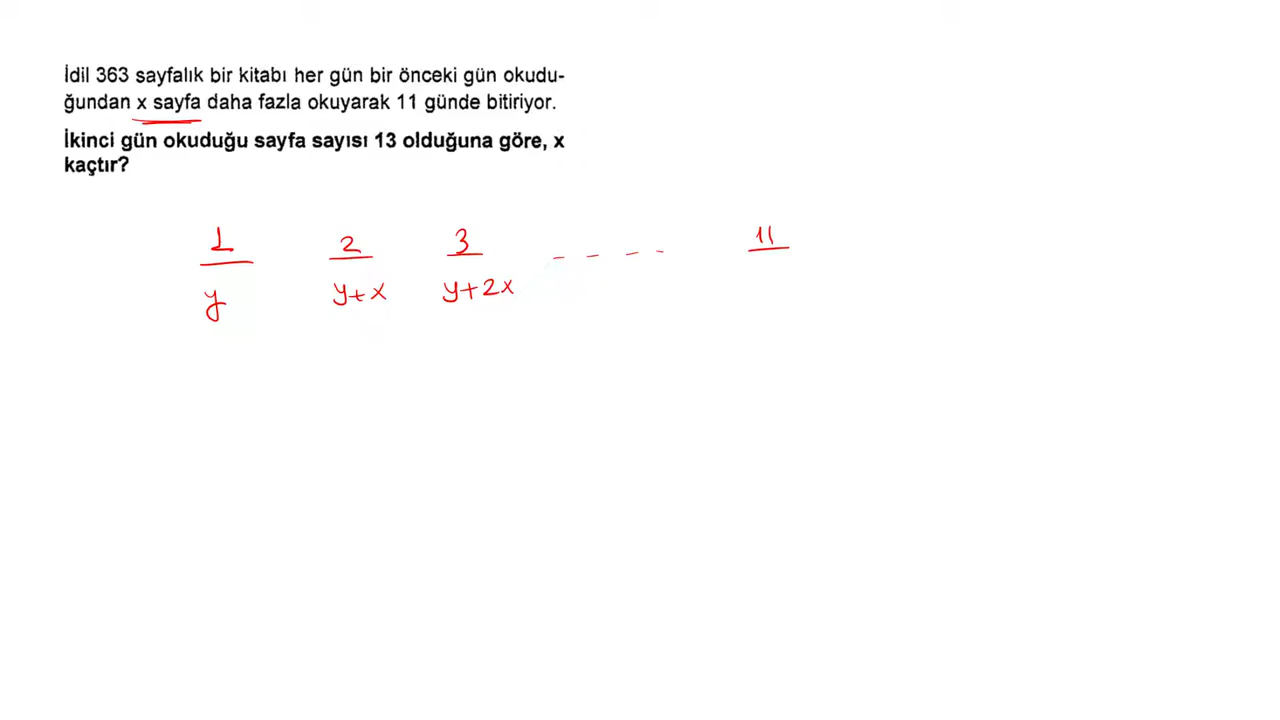 İdil 363 sayfalık bir kitabı her gün bir önceki gün okudu-
ğundan x sayfa daha fazla okuyarak 11 günde bitiriyor.
İkinci gün okuduğu sayfa sayısı 13 olduğuna göre, x
kaçtır?
1 2 3 - - - - 11
y y+x y+2x